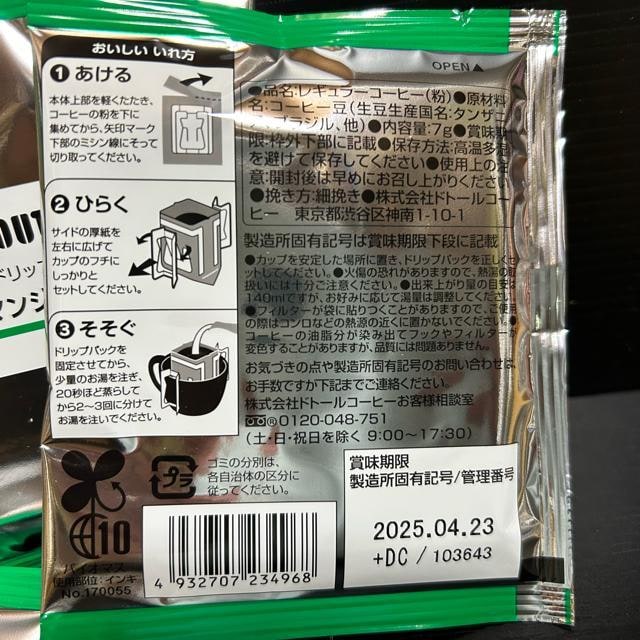 おいしい いれ方
1 あける
本体上部を軽くたたき、
コーヒーの粉を下に
集めてから、矢印マーク
下部のミシン線にそって
切り取ってください。
2 ひらく
サイドの厚紙を
左右に広げて
カップのフチに
しっかりと
セットしてください。
3 そそぐ
ドリップパックを
固定させてから、
少量のお湯を注ぎ、
20秒ほど蒸らして
から2〜3回に分けて
お湯を注いでください。
OPEN▲
●品名:レギュラーコーヒー(粉)●原材料
名:コーヒー豆(生豆生産国:タンザニ
ブラジル、他)●内容量:7g●賞味期
限:枠外下部に記載●保存方法:高温多湿
を避けて保存してください●使用上の注
意:開封後は早めにお召し上がりください
●挽き方:細挽き●株式会社ドトールコー
ヒー 東京都渋谷区神南1-10-1
製造所固有記号は賞味期限下段に記載
●カップを安定した場所に置き、ドリップパックを正しくセ
ットしてください。●火傷の恐れがありますので、熱湯の取
扱いには十分ご注意ください。●出来上がり量の目安は
140mlですが、お好みに応じて湯量は調整し
●フィルターが袋に貼りつくことがありますので、ご使用
の際はコンロなどの熱源の近くに置かないでください。●
コーヒーの油脂分が染み出てフックやフィルターが
変色することがありますが、品質には問題ありません。
お気づきの点や製造所固有記号のお問い合わせは、
お手数ですが下記までご連絡ください。
株式会社ドトールコーヒーお客様相談室
0120-048-751
(土・日・祝日を除く 9:00〜17:30)
プラ
ゴミの分別は、
各自治体の区分に
従ってください。
賞味期限
製造所固有記号/管理番号
2025.04.23
+DC / 103643
10
バイオマス
使用部位:インキ
No.170055
4 932707 234968
OUT
ドリップ
ンジ